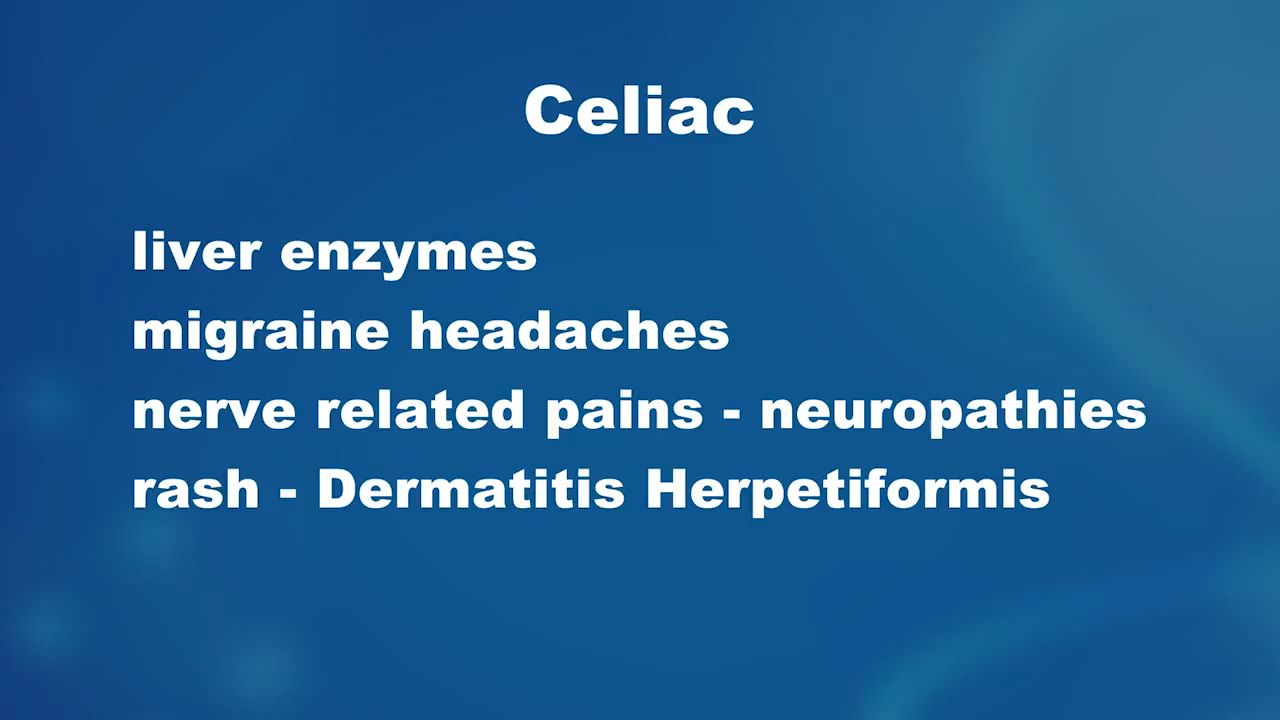 Celiac
liver enzymes
migraine headaches
nerve related pains - neuropathies
rash - Dermatitis Herpetiformis